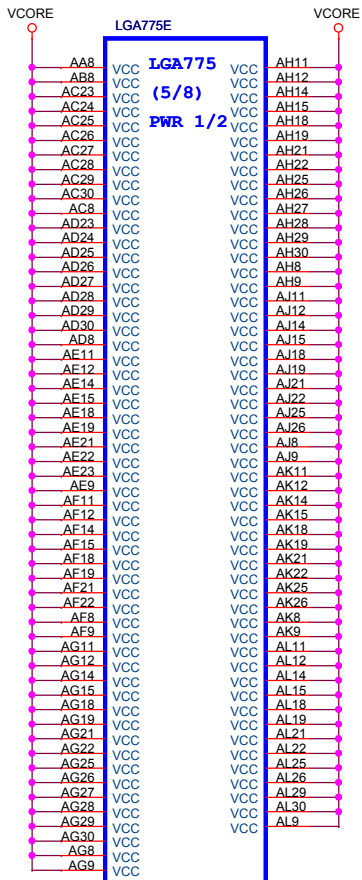 VCORE VCORE
LGA775E
LGA775
(5/8)
PWR 1/2
AA8 VCC VCC AH11
AB8 VCC VCC AH12
AC23 VCC VCC AH14
AC24 VCC VCC AH15
AC25 VCC VCC AH18
AC26 VCC VCC AH19
AC27 VCC VCC AH21
AC28 VCC VCC AH22
AC29 VCC VCC AH25
AC30 VCC VCC AH26
AC8 VCC VCC AH27
AD23 VCC VCC AH28
AD24 VCC VCC AH29
AD25 VCC VCC AH30
AD26 VCC VCC AH8
AD27 VCC VCC AH9
AD28 VCC VCC AJ11
AD29 VCC VCC AJ12
AD30 VCC VCC AJ14
AD8 VCC VCC AJ15
AE11 VCC VCC AJ18
AE12 VCC VCC AJ19
AE14 VCC VCC AJ21
AE15 VCC VCC AJ22
AE18 VCC VCC AJ25
AE19 VCC VCC AJ26
AE21 VCC VCC AJ8
AE22 VCC VCC AJ9
AE23 VCC VCC AK11
AE9 VCC VCC AK12
AF11 VCC VCC AK14
AF12 VCC VCC AK15
AF14 VCC VCC AK18
AF15 VCC VCC AK19
AF18 VCC VCC AK21
AF19 VCC VCC AK22
AF21 VCC VCC AK25
AF22 VCC VCC AK26
AF8 VCC VCC AK8
AF9 VCC VCC AK9
AG11 VCC VCC AL11
AG12 VCC VCC AL12
AG14 VCC VCC AL14
AG15 VCC VCC AL15
AG18 VCC VCC AL18
AG19 VCC VCC AL19
AG21 VCC VCC AL21
AG22 VCC VCC AL22
AG25 VCC VCC AL25
AG26 VCC VCC AL26
AG27 VCC VCC AL29
AG28 VCC VCC AL30
AG29 VCC VCC AL9
AG30 VCC
AG8 VCC
AG9 VCC